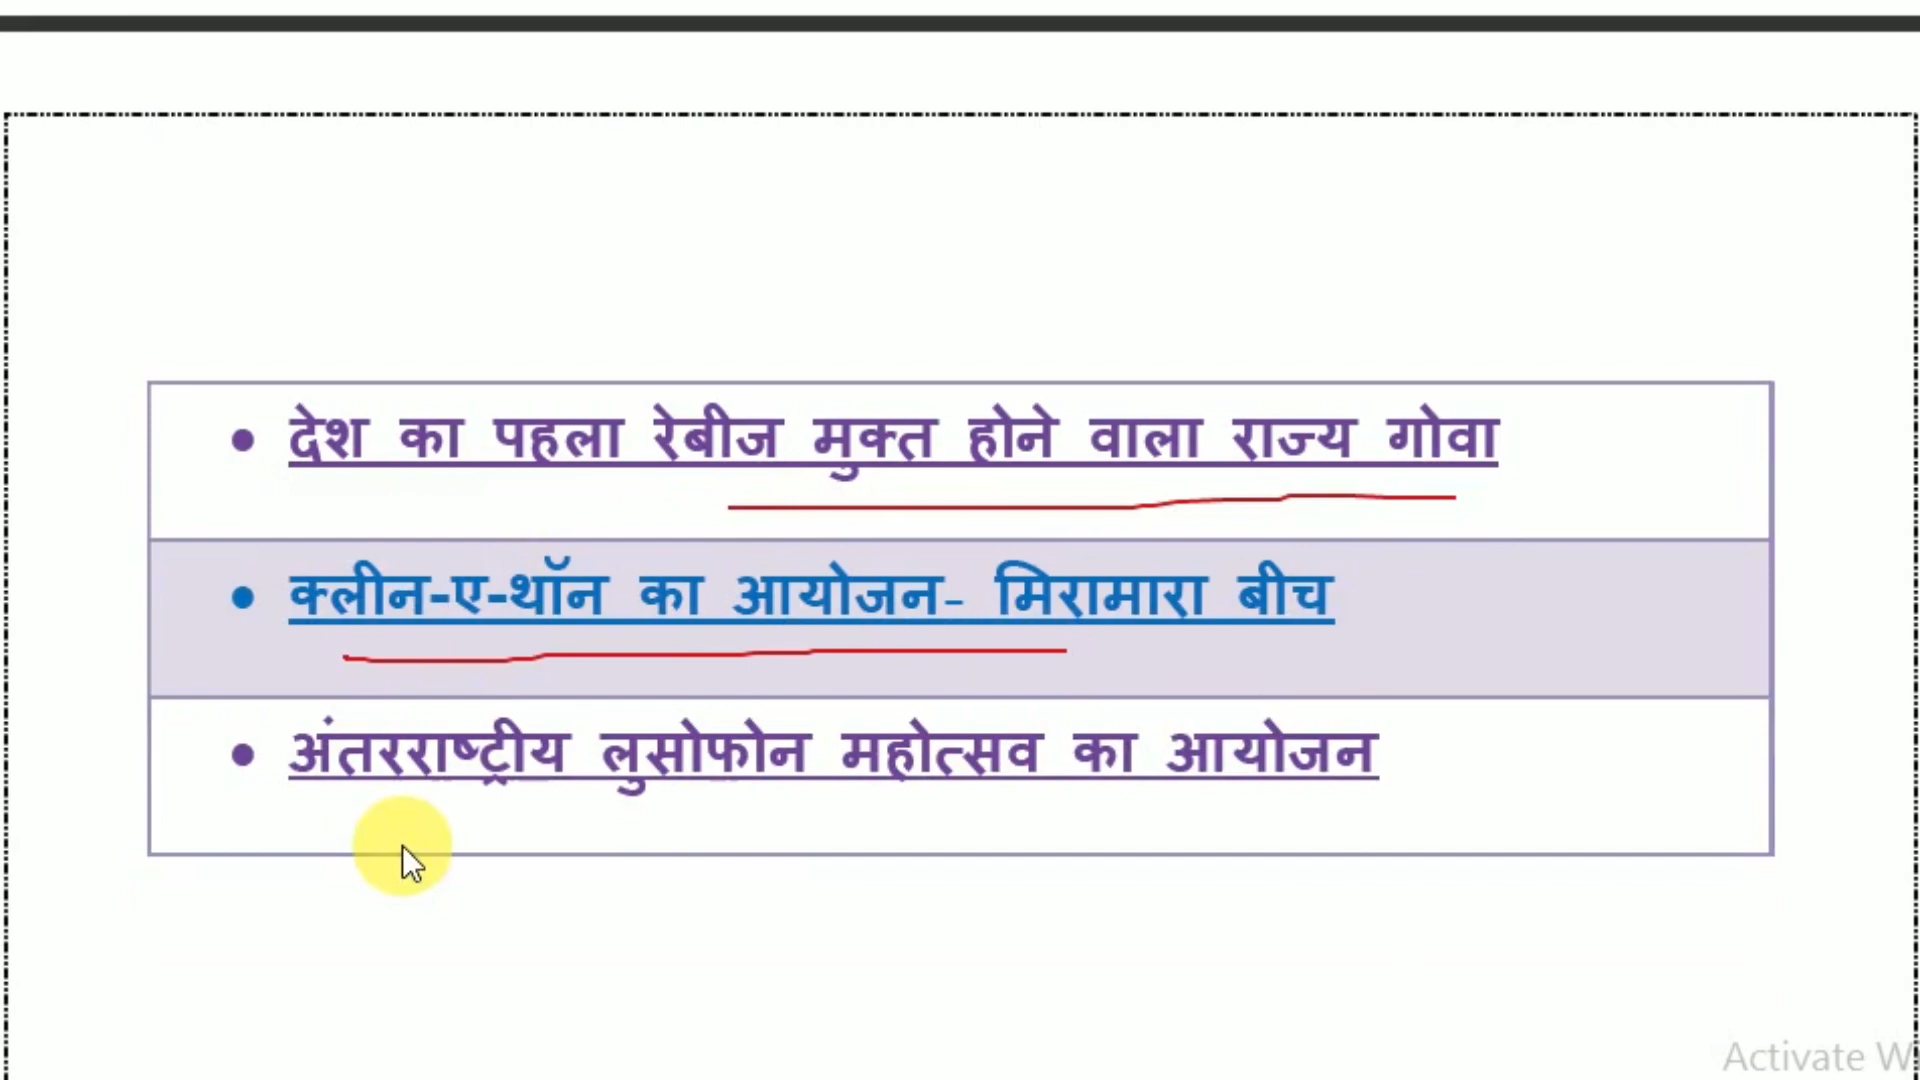 • देश का पहला रेबीज मुक्त होने वाला राज्य गोवा
• क्लीन-ए-थॉन का आयोजन- मिरामारा बीच
• अंतरराष्ट्रीय लुसोफोन महोत्सव का आयोजन
Activate W